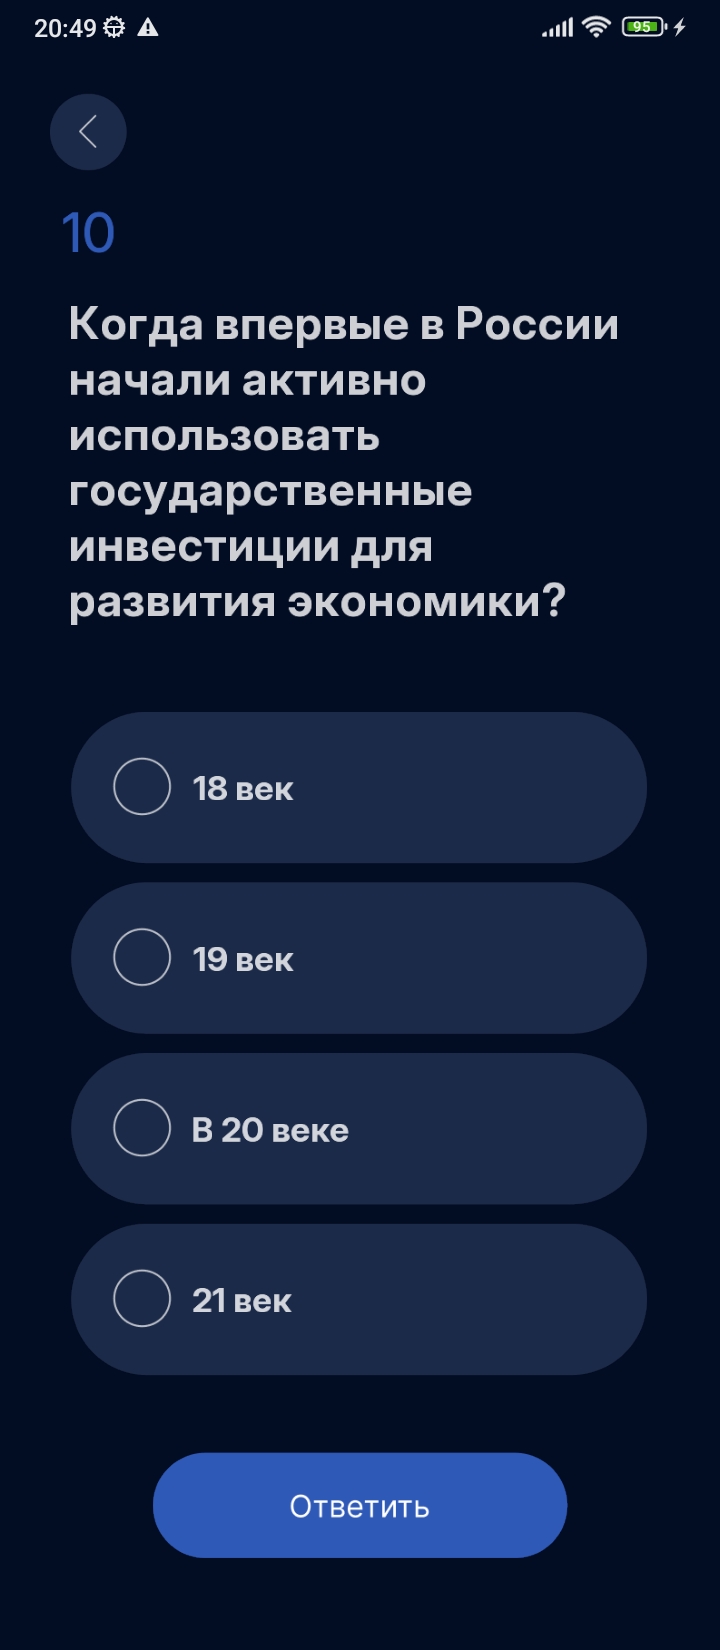 20:49
95
10
Когда впервые в России
начали активно
использовать
государственные
инвестиции для
развития экономики?
18 век
19 век
В 20 веке
21 век
Ответить